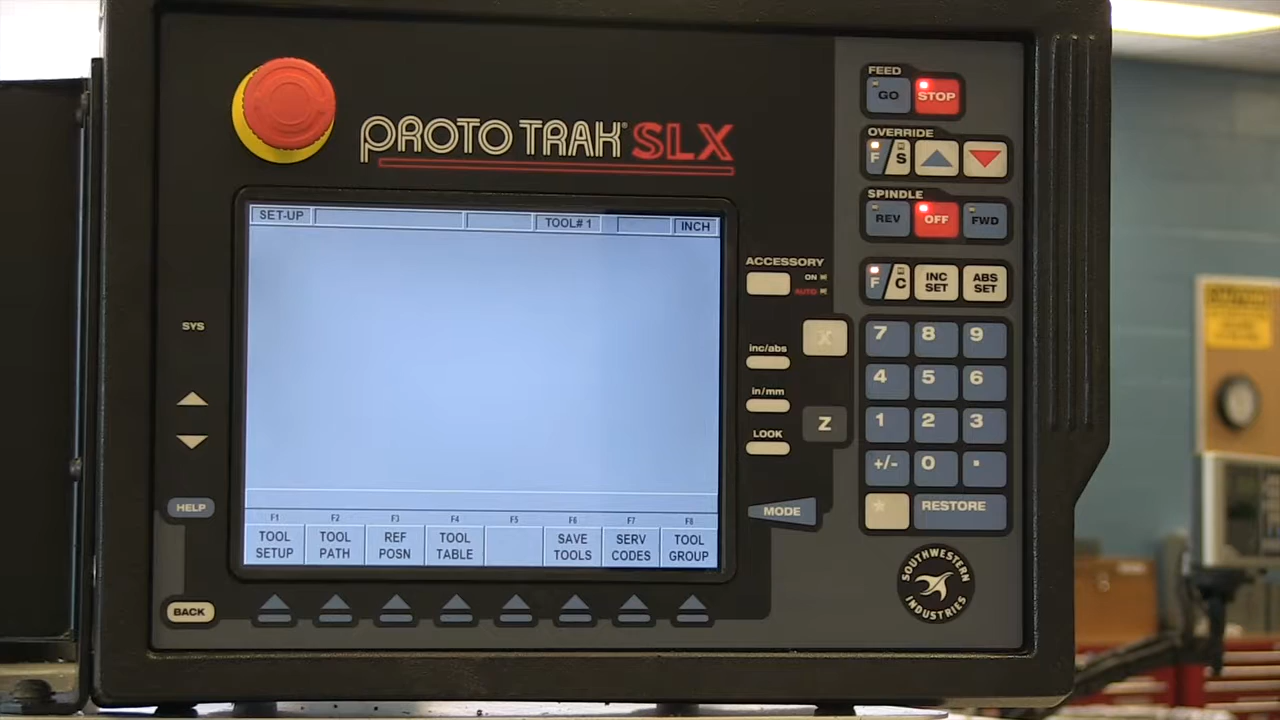 PROTO TRAK® SLX
SET-UP
TOOL# 1
INCH
F1
F2
F3
F4
F5
F6
F7
F8
TOOL SETUP
TOOL PATH
REF POSN
TOOL TABLE
SAVE TOOLS
SERV CODES
TOOL GROUP
SYS
HELP
BACK
ACCESSORY
ON
AUTO
inc/abs
in/mm
LOOK
MODE
X
Z
FEED
GO
STOP
OVERRIDE
F/S
SPINDLE
REV
OFF
FWD
F/C
INC SET
ABS SET
7
8
9
4
5
6
1
2
3
+/-
0
.
*
RESTORE
SOUTHWESTERN INDUSTRIES